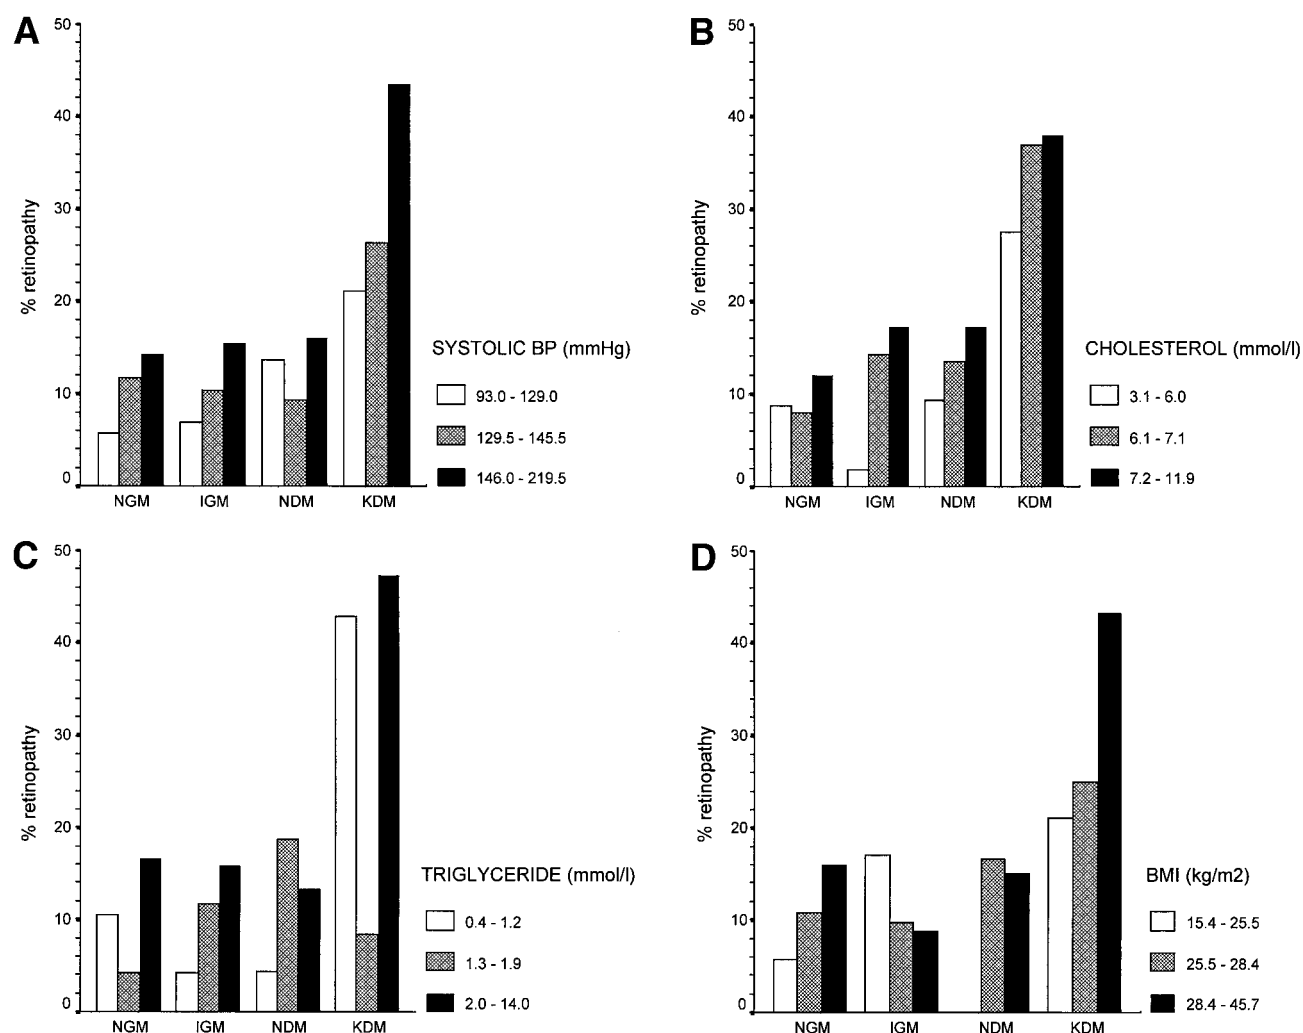 A
50
40
30
20
10
0
% retinopathy
NGM IGM NDM KDM
SYSTOLIC BP (mmHg)
93.0 - 129.0
129.5 - 145.5
146.0 - 219.5
B
50
40
30
20
10
0
% retinopathy
NGM IGM NDM KDM
CHOLESTEROL (mmol/l)
3.1 - 6.0
6.1 - 7.1
7.2 - 11.9
C
50
40
30
20
10
0
% retinopathy
NGM IGM NDM KDM
TRIGLYCERIDE (mmol/l)
0.4 - 1.2
1.3 - 1.9
2.0 - 14.0
D
50
40
30
20
10
0
% retinopathy
NGM IGM NDM KDM
BMI (kg/m2)
15.4 - 25.5
25.5 - 28.4
28.4 - 45.7